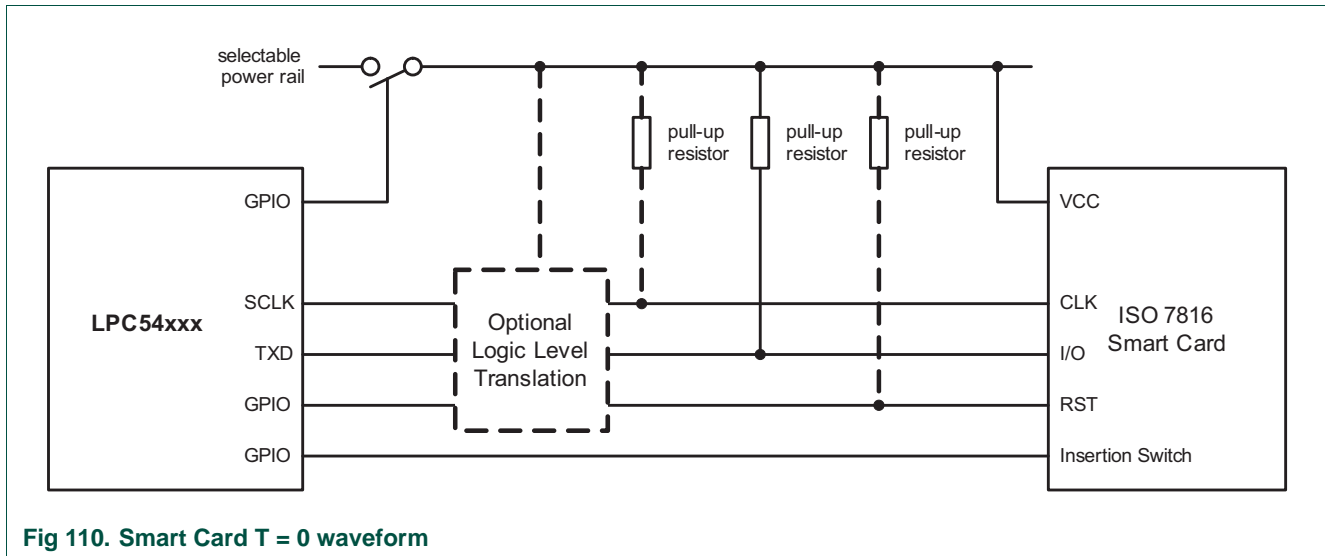 selectable
power rail
pull-up
resistor
pull-up
resistor
pull-up
resistor
GPIO
VCC
LPC54xxx
SCLK
TXD
GPIO
GPIO
Optional
Logic Level
Translation
CLK
I/O
RST
Insertion Switch
ISO 7816
Smart Card
Fig 110. Smart Card T = 0 waveform